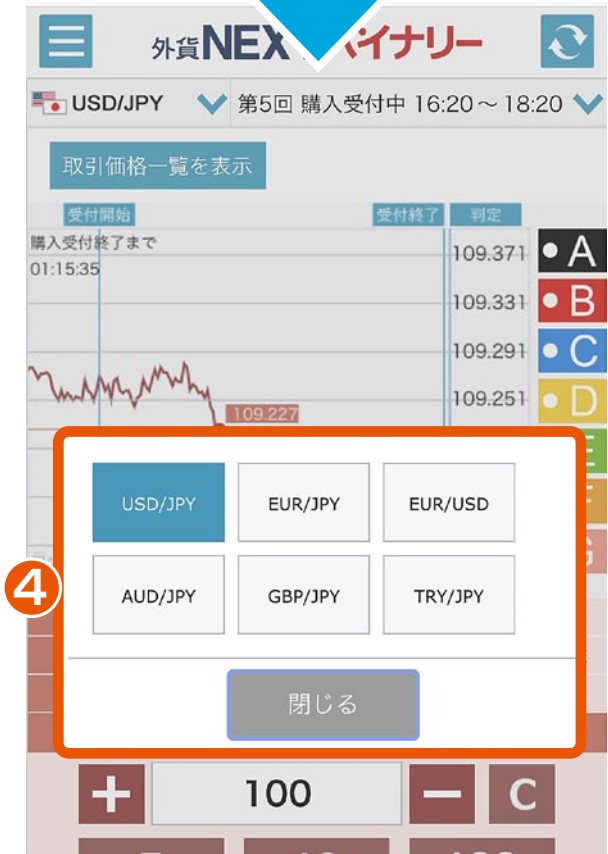 外貨NEX バイナリー
USD/JPY 第5回 購入受付中 16:20～18:20
取引価格一覧を表示
受付開始 受付終了 判定
購入受付終了まで
01:15:35
109.371 A
109.331 B
109.291 C
109.251 D
109.227
USD/JPY EUR/JPY EUR/USD
4
AUD/JPY GBP/JPY TRY/JPY
閉じる
+ 100 - C